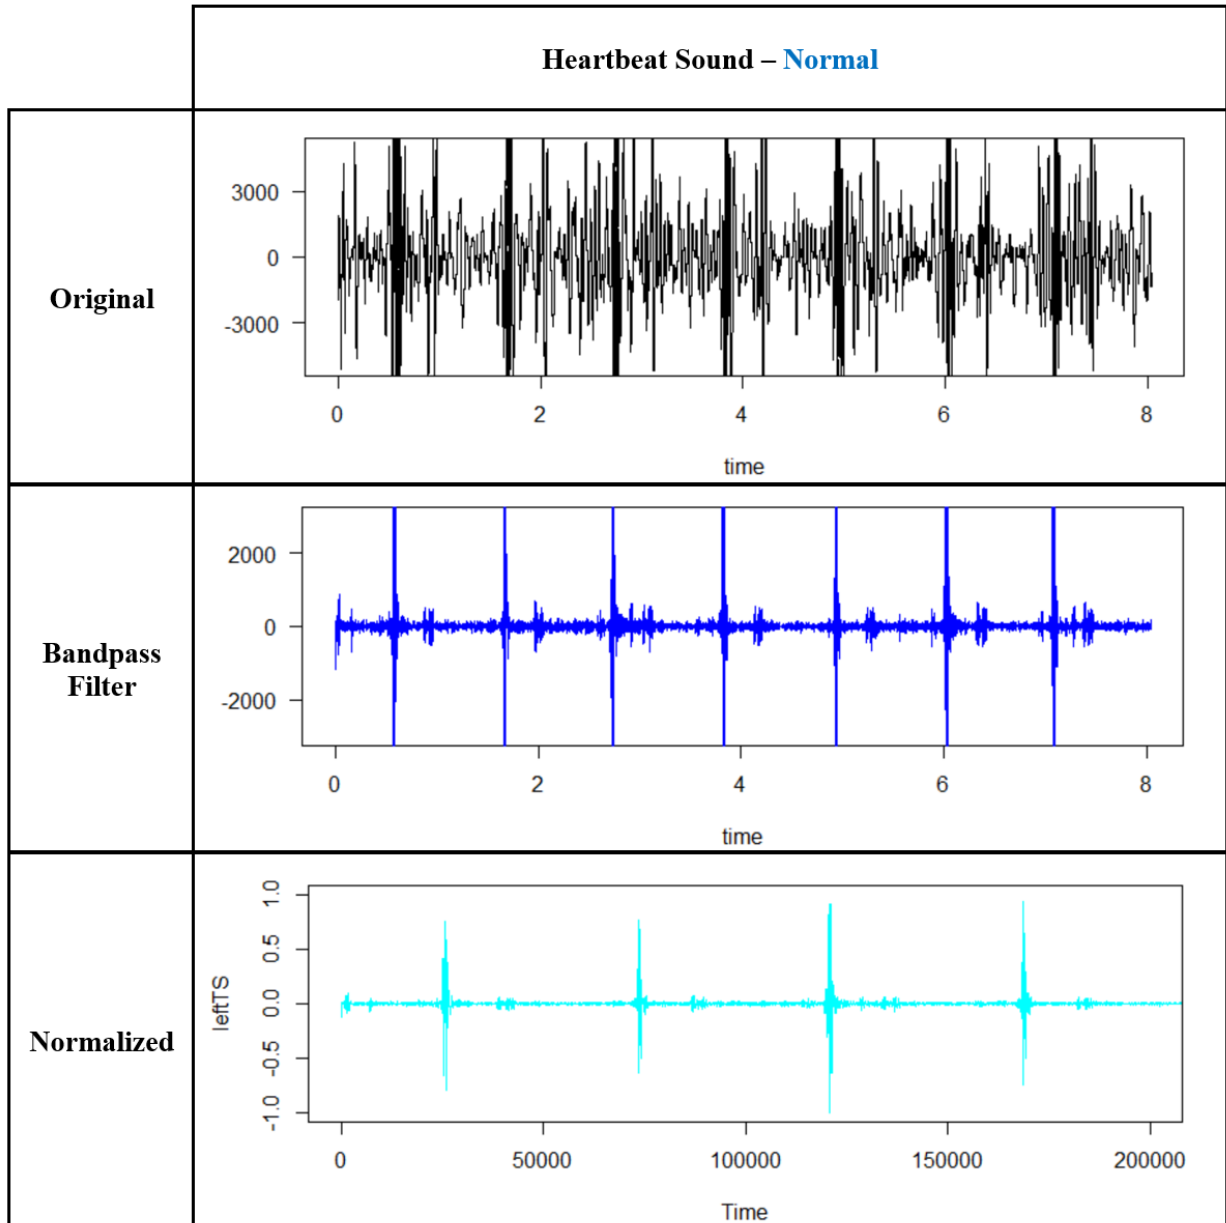 Heartbeat Sound – Normal
Original
3000
0
-3000
0 2 4 6 8
time
Bandpass
Filter
2000
0
-2000
0 2 4 6 8
time
Normalized
leftTS
1.0
0.5
0.0
-0.5
-1.0
0 50000 100000 150000 200000
Time